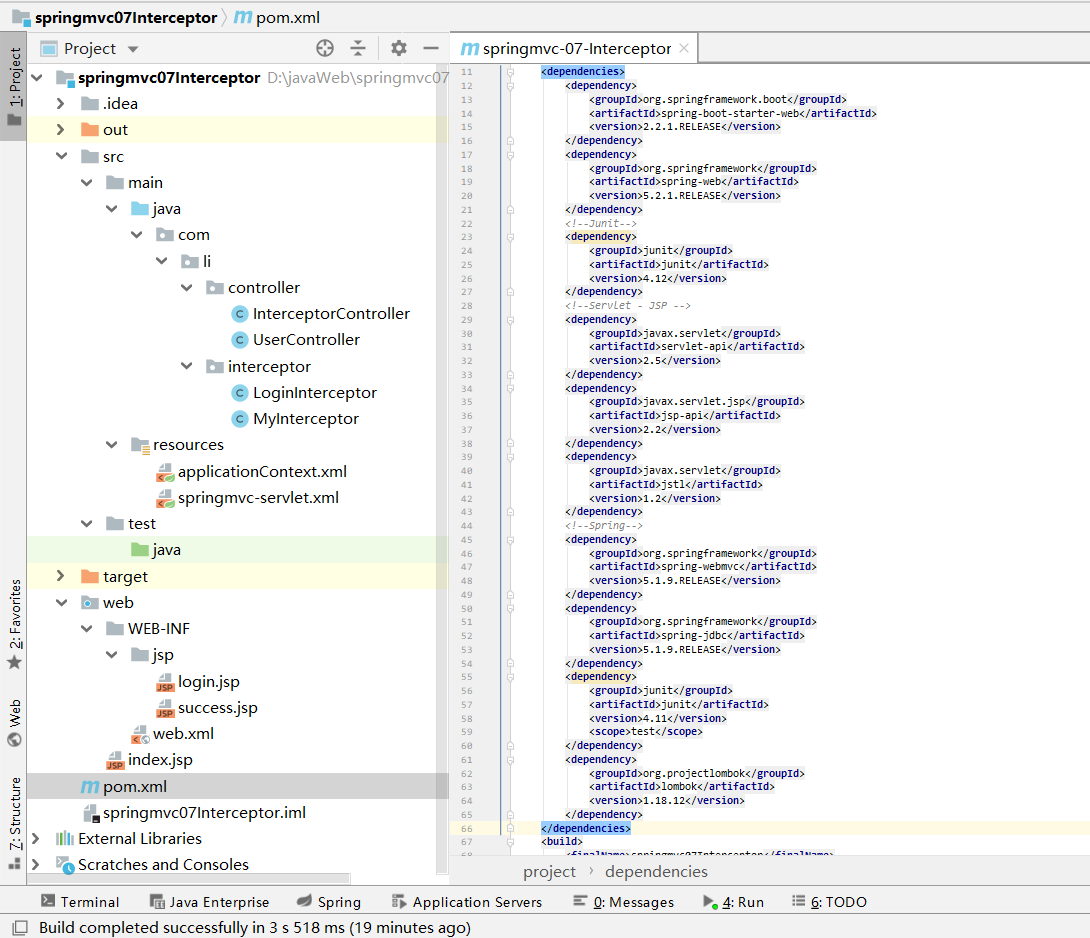 springmvc07Interceptor pom.xml
Project
springmvc-07-Interceptor
1: Project
springmvc07Interceptor D:\javaWeb\springmvc07
.idea
out
src
main
java
com
li
controller
InterceptorController
UserController
interceptor
LoginInterceptor
MyInterceptor
resources
applicationContext.xml
springmvc-servlet.xml
test
java
target
web
WEB-INF
jsp
login.jsp
success.jsp
web.xml
index.jsp
pom.xml
springmvc07Interceptor.iml
External Libraries
Scratches and Consoles
2: Favorites
Web
7: Structure
11 <dependencies>
12 <dependency>
13 <groupId>org.springframework.boot</groupId>
14 <artifactId>spring-boot-starter-web</artifactId>
15 <version>2.2.1.RELEASE</version>
16 </dependency>
17 <dependency>
18 <groupId>org.springframework</groupId>
19 <artifactId>spring-web</artifactId>
20 <version>5.2.1.RELEASE</version>
21 </dependency>
22 <!--Junit-->
23 <dependency>
24 <groupId>junit</groupId>
25 <artifactId>junit</artifactId>
26 <version>4.12</version>
27 </dependency>
28 <!--Servlet - JSP -->
29 <dependency>
30 <groupId>javax.servlet</groupId>
31 <artifactId>servlet-api</artifactId>
32 <version>2.5</version>
33 </dependency>
34 <dependency>
35 <groupId>javax.servlet.jsp</groupId>
36 <artifactId>jsp-api</artifactId>
37 <version>2.2</version>
38 </dependency>
39 <dependency>
40 <groupId>javax.servlet</groupId>
41 <artifactId>jstl</artifactId>
42 <version>1.2</version>
43 </dependency>
44 <!--Spring-->
45 <dependency>
46 <groupId>org.springframework</groupId>
47 <artifactId>spring-webmvc</artifactId>
48 <version>5.1.9.RELEASE</version>
49 </dependency>
50 <dependency>
51 <groupId>org.springframework</groupId>
52 <artifactId>spring-jdbc</artifactId>
53 <version>5.1.9.RELEASE</version>
54 </dependency>
55 <dependency>
56 <groupId>junit</groupId>
57 <artifactId>junit</artifactId>
58 <version>4.11</version>
59 <scope>test</scope>
60 </dependency>
61 <dependency>
62 <groupId>org.projectlombok</groupId>
63 <artifactId>lombok</artifactId>
64 <version>1.18.12</version>
65 </dependency>
66 </dependencies>
67 <build>
project dependencies
Terminal Java Enterprise Spring Application Servers 0: Messages 4: Run 6: TODO
Build completed successfully in 3 s 518 ms (19 minutes ago)